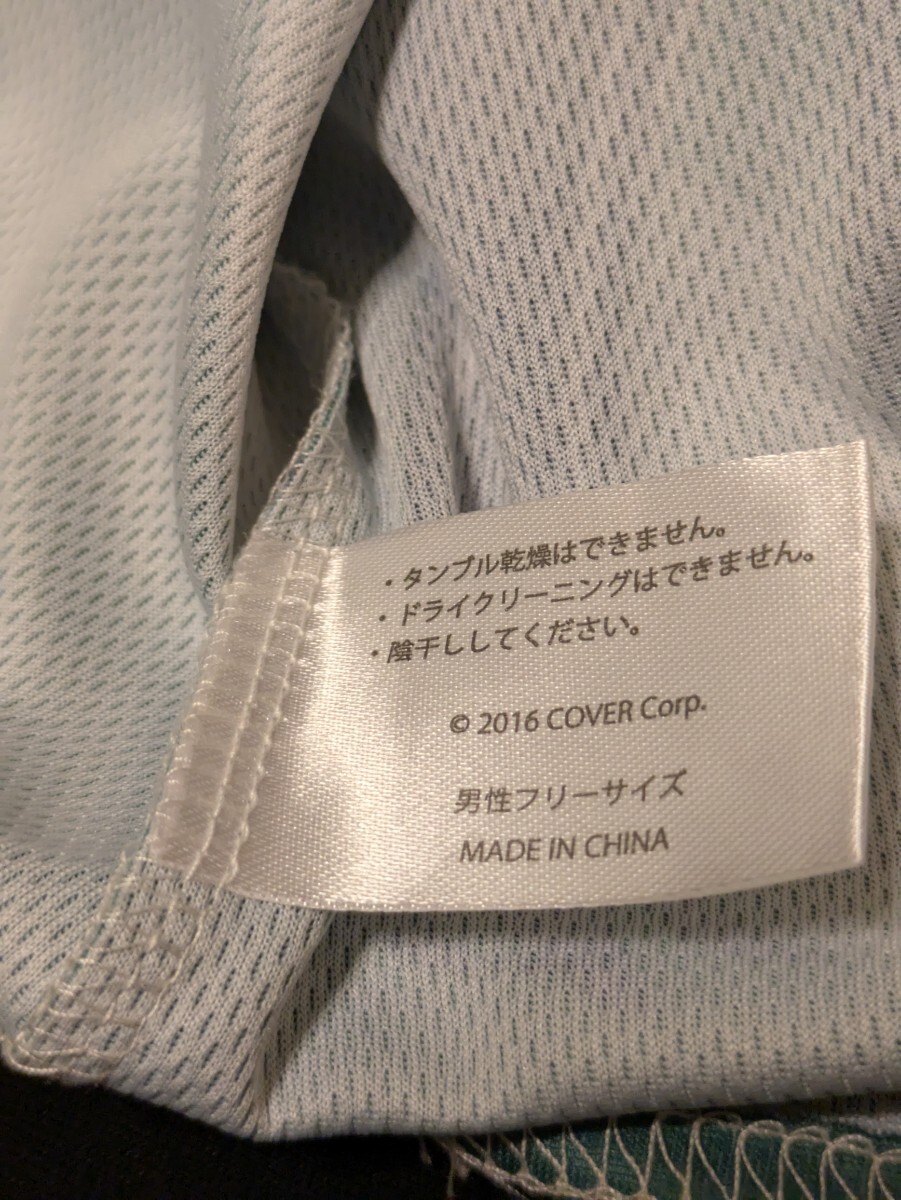 ・タンブル乾燥はできません。
・ドライクリーニングはできません。
・陰干ししてください。
© 2016 COVER Corp.
男性フリーサイズ
MADE IN CHINA